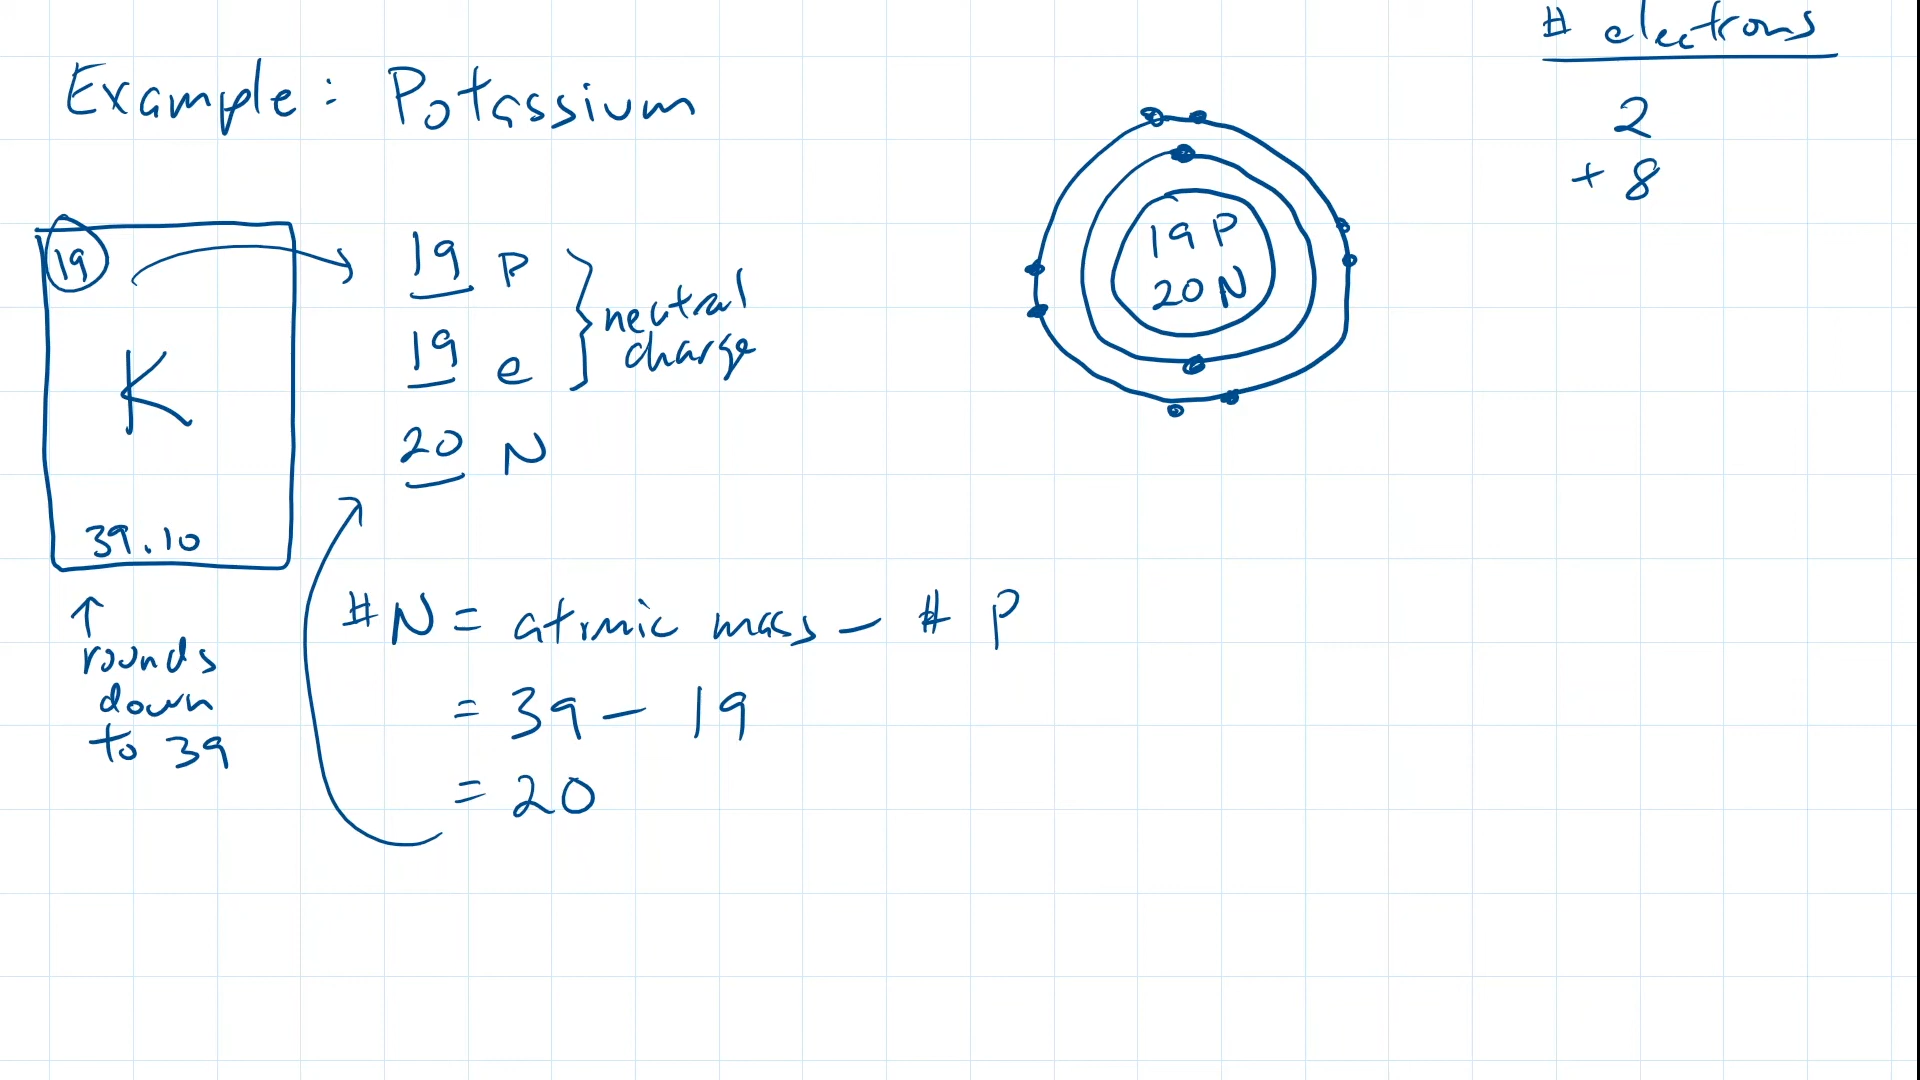 Example: Potassium
19
K
39.10
↑
rounds
down
to 39
19 P
19 e
20 N
neutral
charge
#N = atomic mass - # P
= 39 - 19
= 20
19 P
20 N
# electrons
2
+ 8